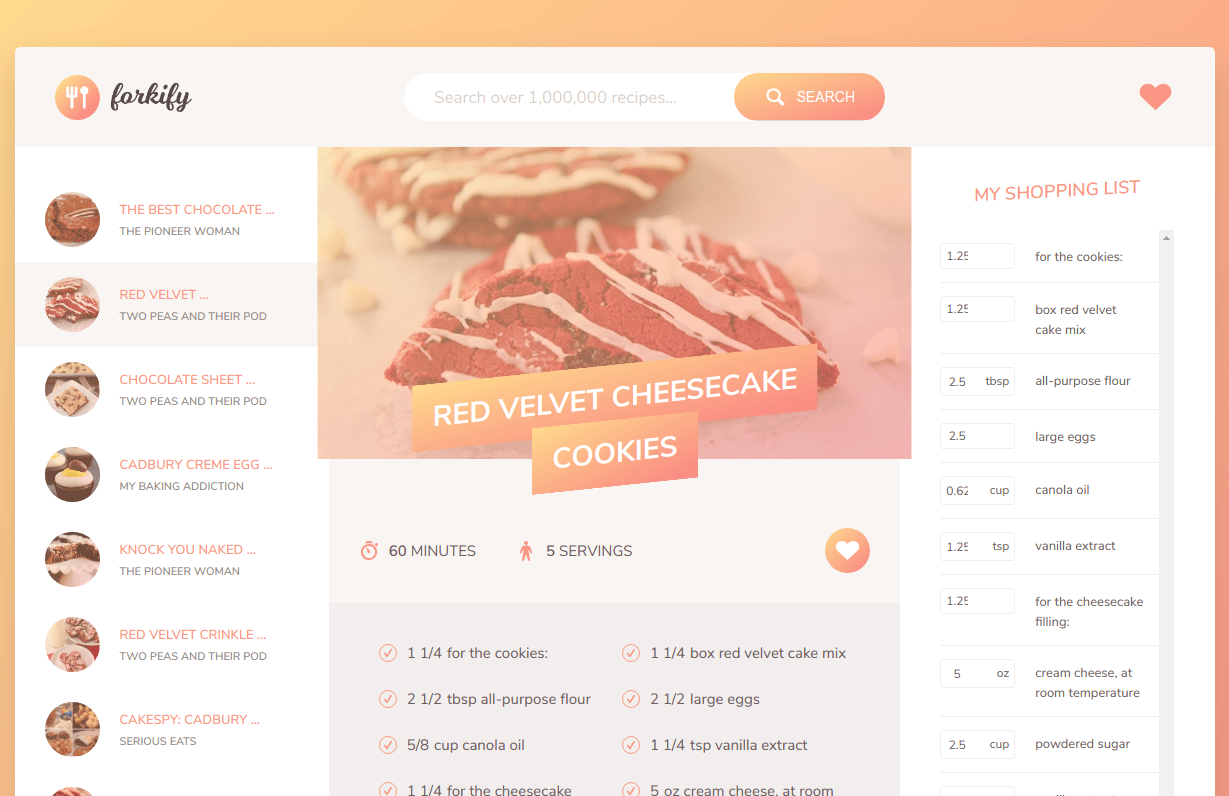 forkify
Search over 1,000,000 recipes...
SEARCH
THE BEST CHOCOLATE ...
THE PIONEER WOMAN
RED VELVET ...
TWO PEAS AND THEIR POD
CHOCOLATE SHEET ...
TWO PEAS AND THEIR POD
CADBURY CREME EGG ...
MY BAKING ADDICTION
KNOCK YOU NAKED ...
THE PIONEER WOMAN
RED VELVET CRINKLE ...
TWO PEAS AND THEIR POD
CAKESPY: CADBURY ...
SERIOUS EATS
RED VELVET CHEESECAKE
COOKIES
60 MINUTES
5 SERVINGS
1 1/4 for the cookies:
1 1/4 box red velvet cake mix
2 1/2 tbsp all-purpose flour
2 1/2 large eggs
5/8 cup canola oil
1 1/4 tsp vanilla extract
1 1/4 for the cheesecake
5 oz cream cheese, at room
MY SHOPPING LIST
1.25 for the cookies:
1.25 box red velvet
cake mix
2.5 tbsp all-purpose flour
2.5 large eggs
0.62 cup canola oil
1.25 tsp vanilla extract
1.25 for the cheesecake
filling:
5 oz cream cheese, at
room temperature
2.5 cup powdered sugar